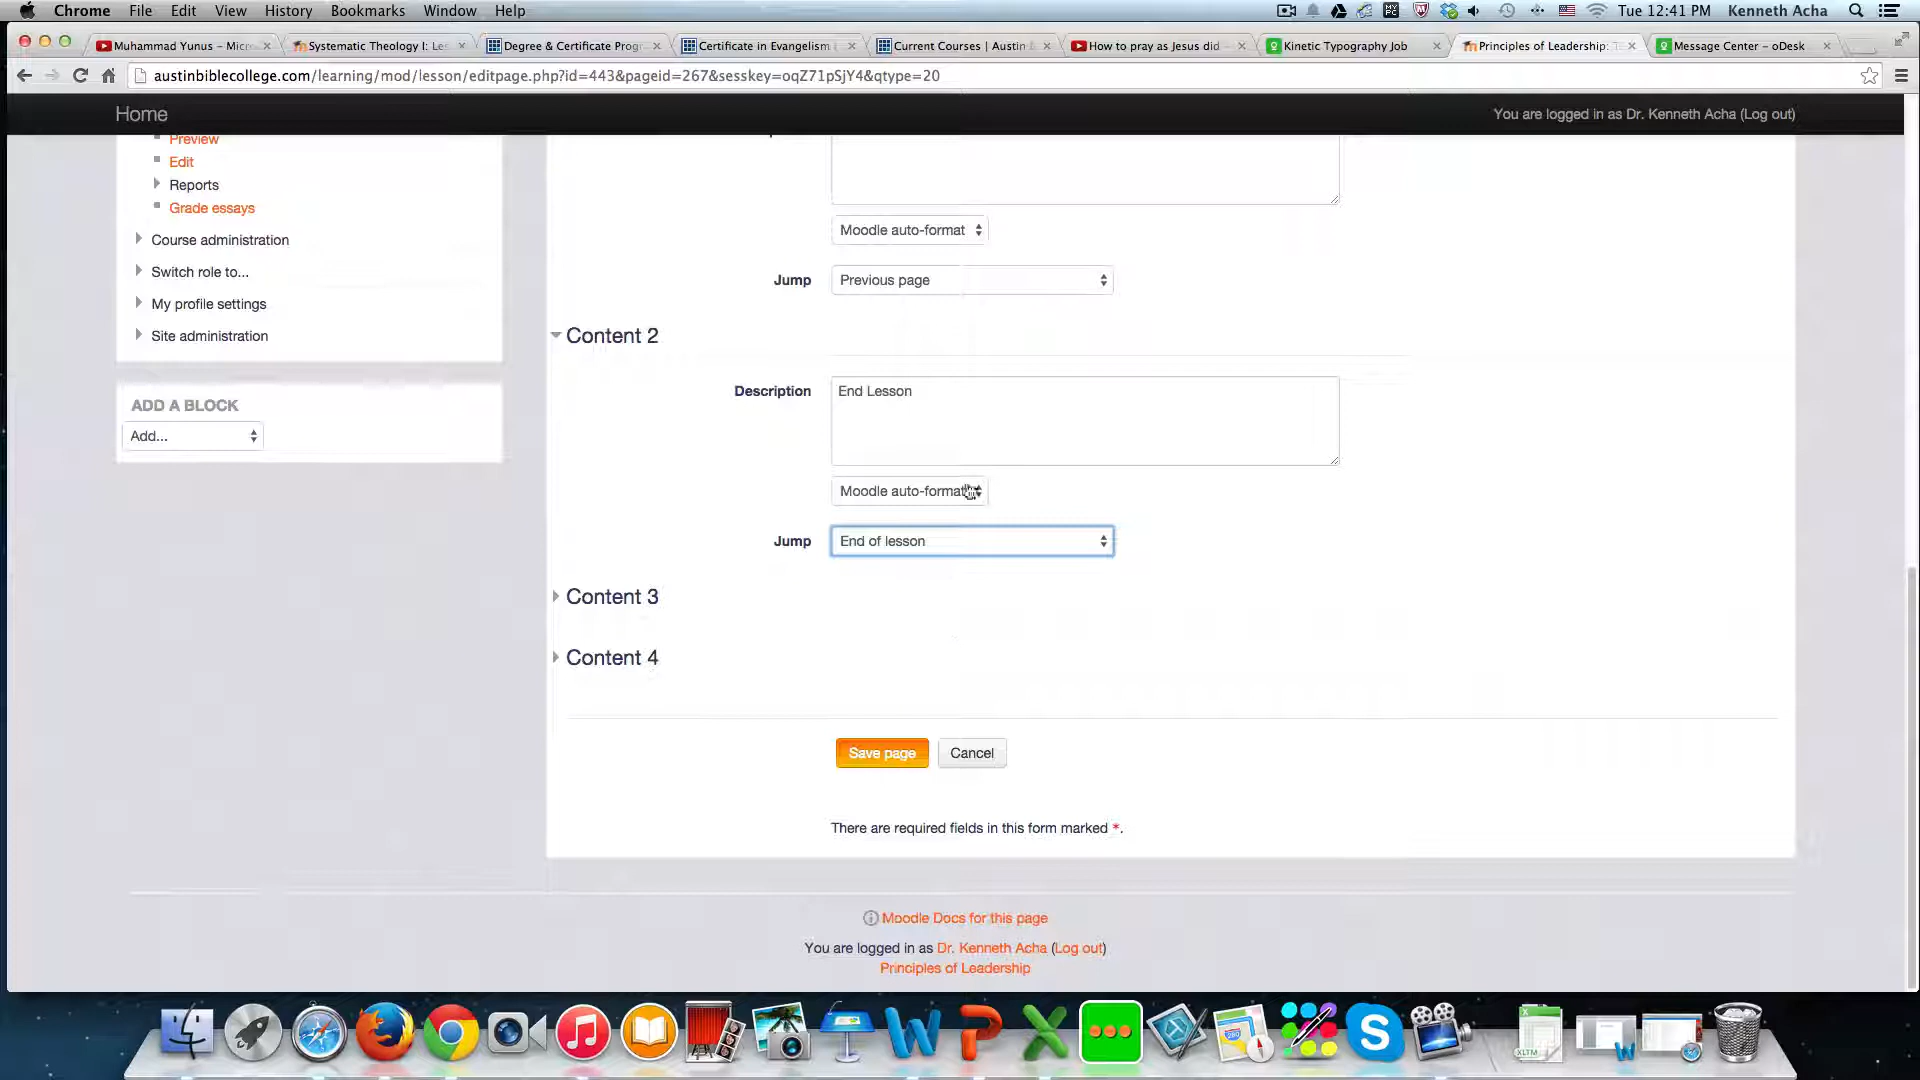 Chrome File Edit View History Bookmarks Window Help Tue 12:41 PM Kenneth Acha
Muhammad Yunus – Micr
Systematic Theology I: Les
Degree & Certificate Prog
Certificate in Evangelism
Current Courses | Austin B
How to pray as Jesus did
Kinetic Typography Job
Principles of Leadership: T
Message Center – oDesk
austinbiblecollege.com/learning/mod/lesson/editpage.php?id=443&pageid=267&sesskey=oqZ71pSjY4&qtype=20
Home
You are logged in as Dr. Kenneth Acha (Log out)
Preview
Edit
Reports
Grade essays
Course administration
Switch role to...
My profile settings
Site administration
ADD A BLOCK
Add...
Moodle auto-format
Jump Previous page
Content 2
Description End Lesson
Moodle auto-format
Jump End of lesson
Content 3
Content 4
Save page Cancel
There are required fields in this form marked *.
Moodle Docs for this page
You are logged in as Dr. Kenneth Acha (Log out)
Principles of Leadership
XLTM